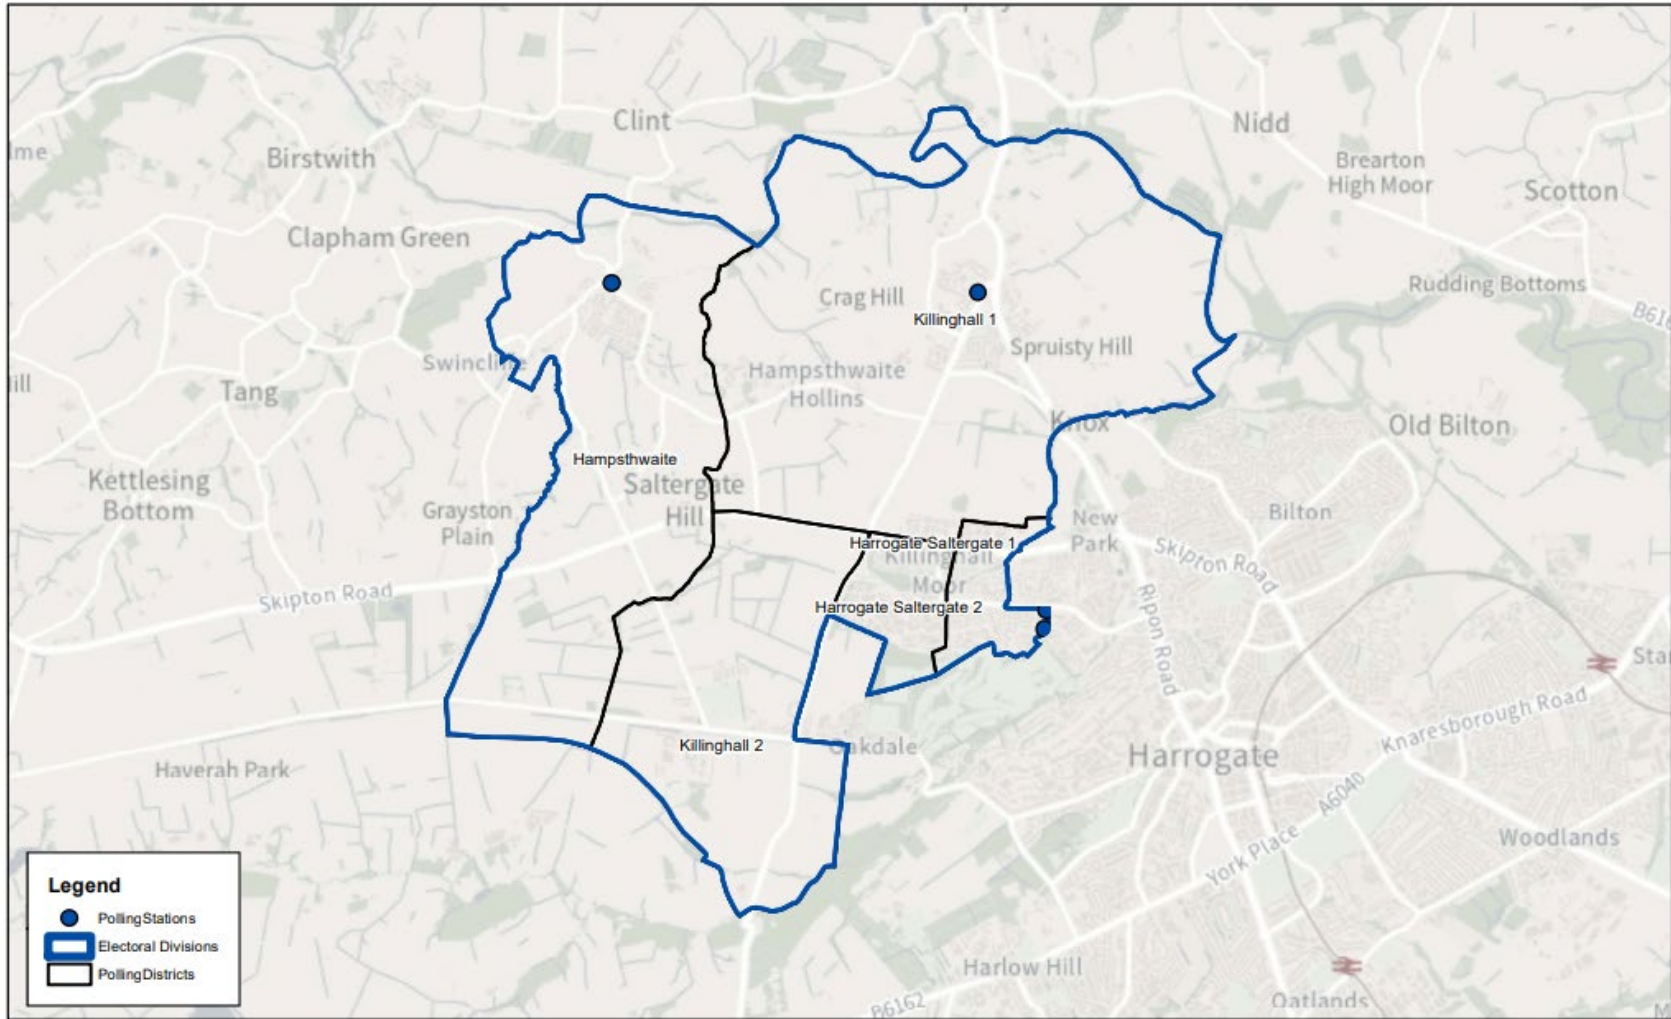 Clint
Nidd
Birstwith
Brearton
High Moor
Scotton
Clapham Green
Crag Hill
Rudding Bottoms
Killinghall 1
Spruisty Hill
Hampsthwaite
Hollins
Tang
Knox
Old Bilton
Hampsthwaite
Saltergate
Hill
Kettlesing
Bottom
Grayston
Plain
New
Park
Bilton
Harrogate Saltergate 1
Killinghall
Moor
Skipton Road
Harrogate Saltergate 2
Ripon Road
Skipton Road
Knaresborough Road
Killinghall 2
Oakdale
Harrogate
Haverah Park
A6040
York Place
Woodlands
Harlow Hill
B6162
Oatlands
Legend
PollingStations
Electoral Divisions
PollingDistricts